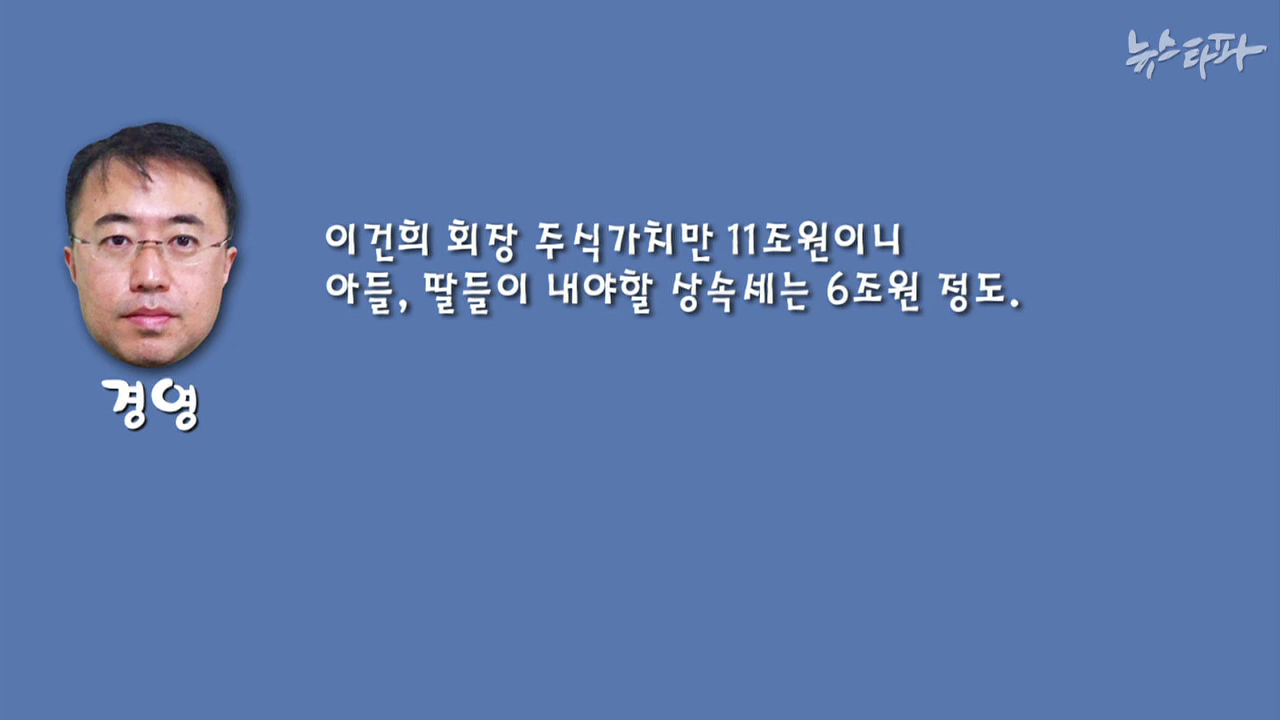 뉴스타파
이건희 회장 주식가치만 11조원이니
아들, 딸들이 내야할 상속세는 6조원 정도.
경영